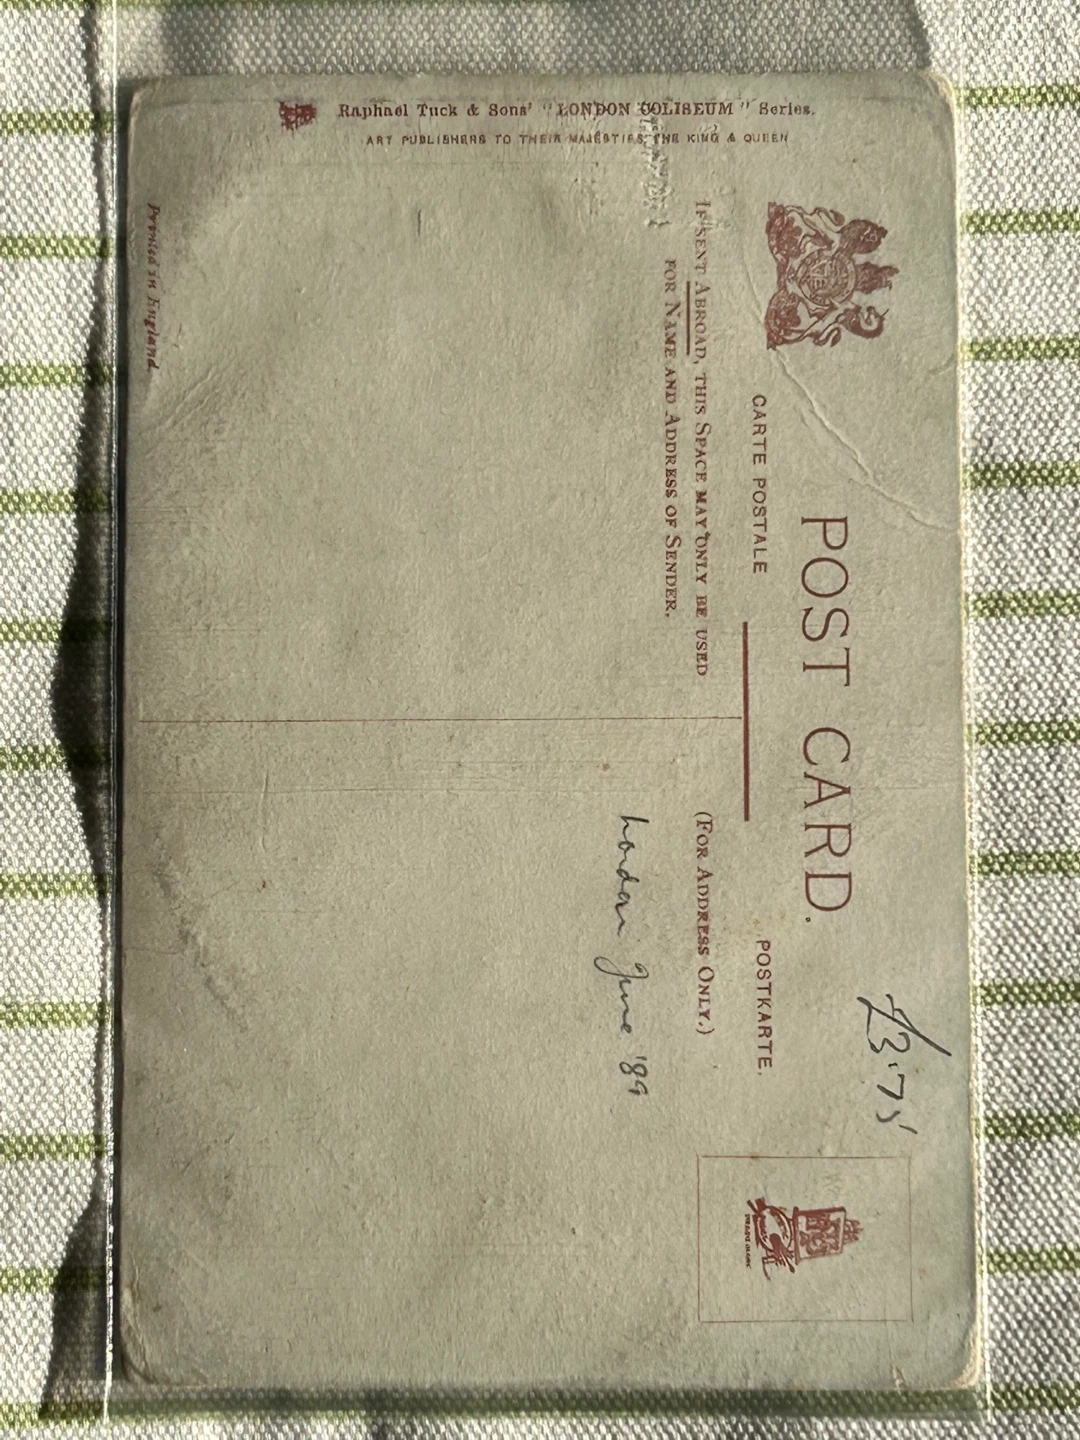 Raphael Tuck & Sons' "LONDON COLISEUM" Series.
ART PUBLISHERS TO THEIR MAJESTIES THE KING & QUEEN
POST CARD.
CARTE POSTALE
POSTKARTE.
IF SENT ABROAD, THIS SPACE MAY ONLY BE USED
FOR NAME AND ADDRESS OF SENDER.
(FOR ADDRESS ONLY.)
£3.75
London June '89
Printed in England